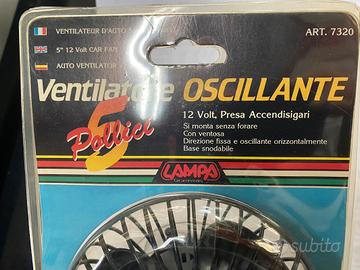 VENTILATEUR D'AUTO 5
ART. 7320
5" 12 Volt CAR FAN
AUTO VENTILATOR
Ventilatore OSCILLANTE
5 Pollici
12 Volt, Presa Accendisigari
Si monta senza forare
Con ventosa
Direzione fissa e oscillante orizzontalmente
Base snodabile
LAMPA
subito